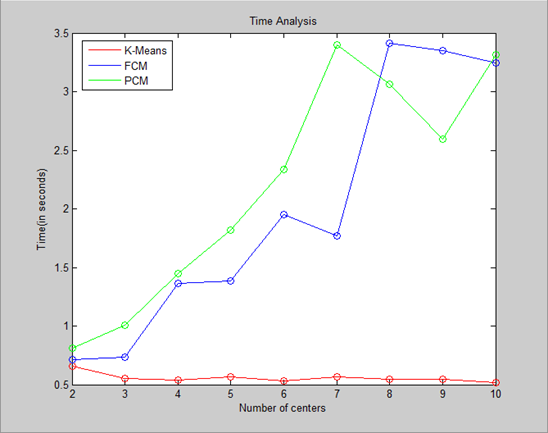 Time Analysis
3.5
K-Means
FCM
PCM
3
2.5
2
1.5
1
0.5
Time(in seconds)
2 3 4 5 6 7 8 9 10
Number of centers